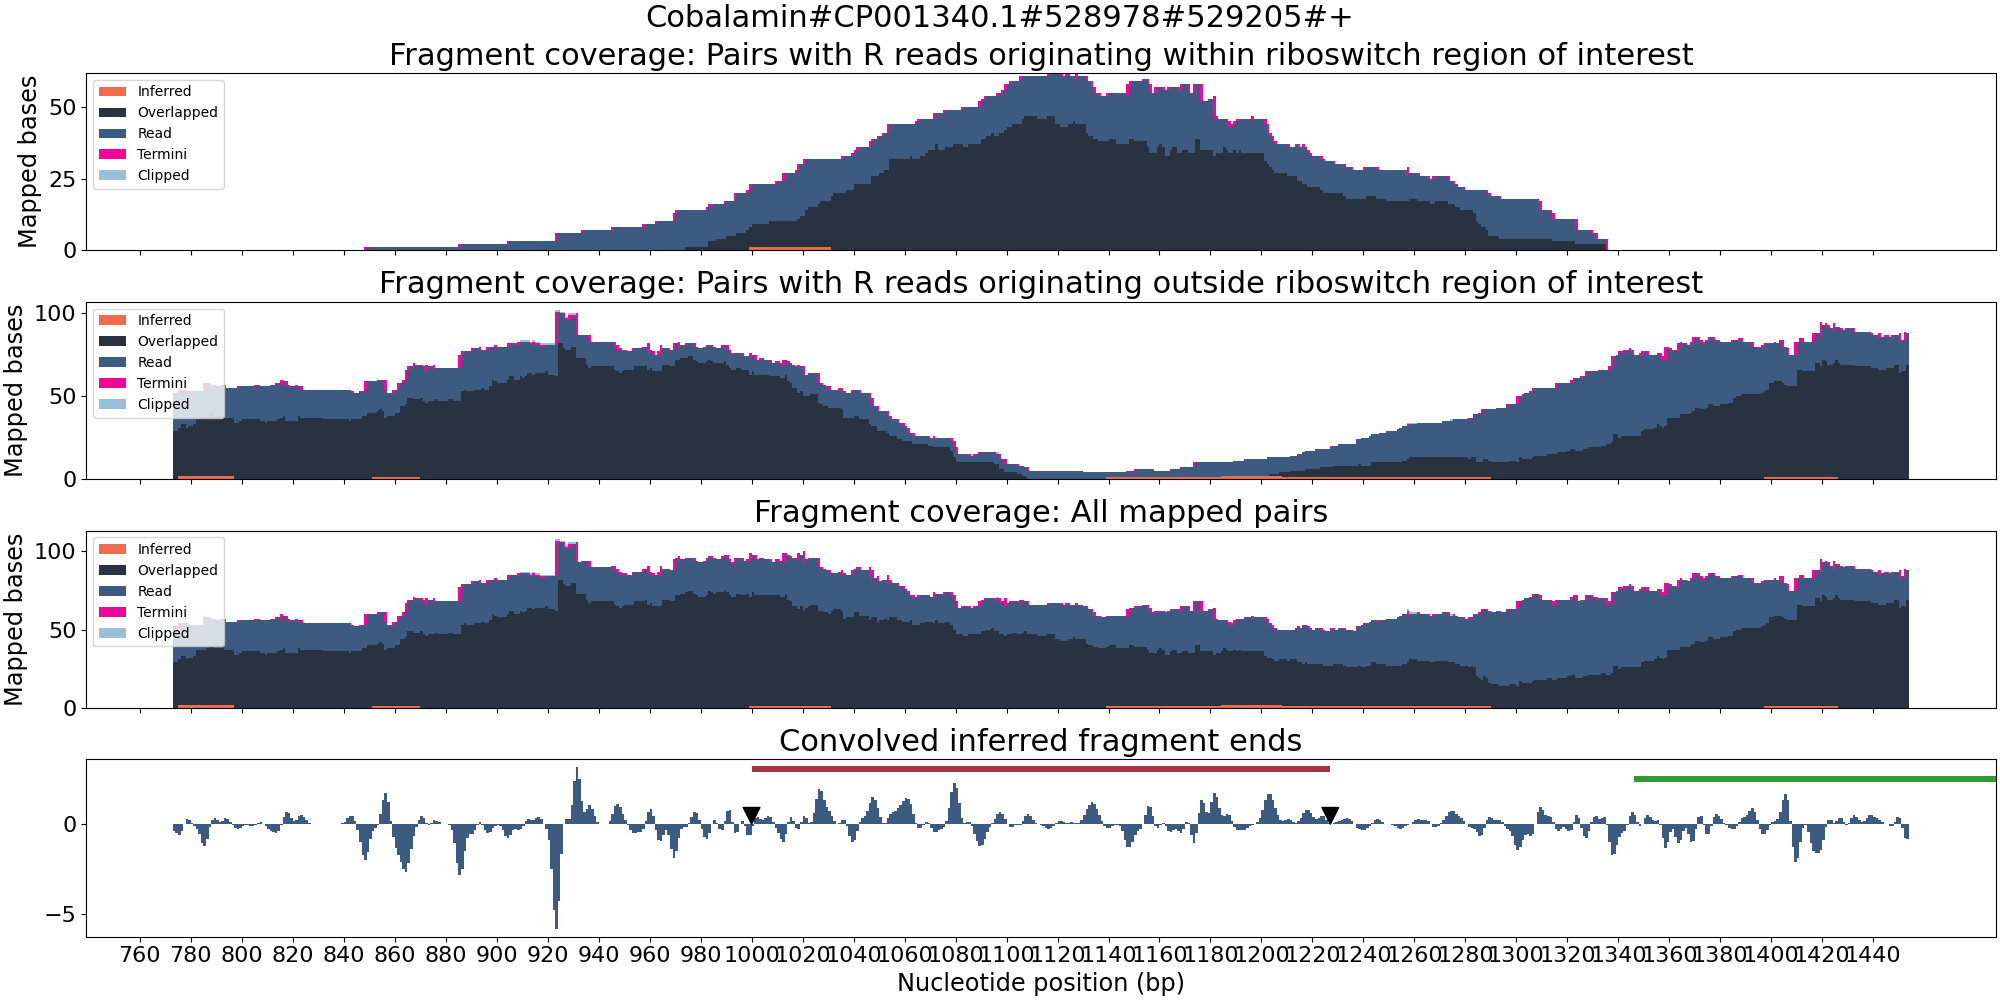 Cobalamin#CP001340.1#528978#529205#+
Fragment coverage: Pairs with R reads originating within riboswitch region of interest
Mapped bases
50
25
0
Inferred
Overlapped
Read
Termini
Clipped
Fragment coverage: Pairs with R reads originating outside riboswitch region of interest
Mapped bases
100
50
0
Inferred
Overlapped
Read
Termini
Clipped
Fragment coverage: All mapped pairs
Mapped bases
100
50
0
Inferred
Overlapped
Read
Termini
Clipped
Convolved inferred fragment ends
0
−5
760 780 800 820 840 860 880 900 920 940 960 980 1000 1020 1040 1060 1080 1100 1120 1140 1160 1180 1200 1220 1240 1260 1280 1300 1320 1340 1360 1380 1400 1420 1440
Nucleotide position (bp)